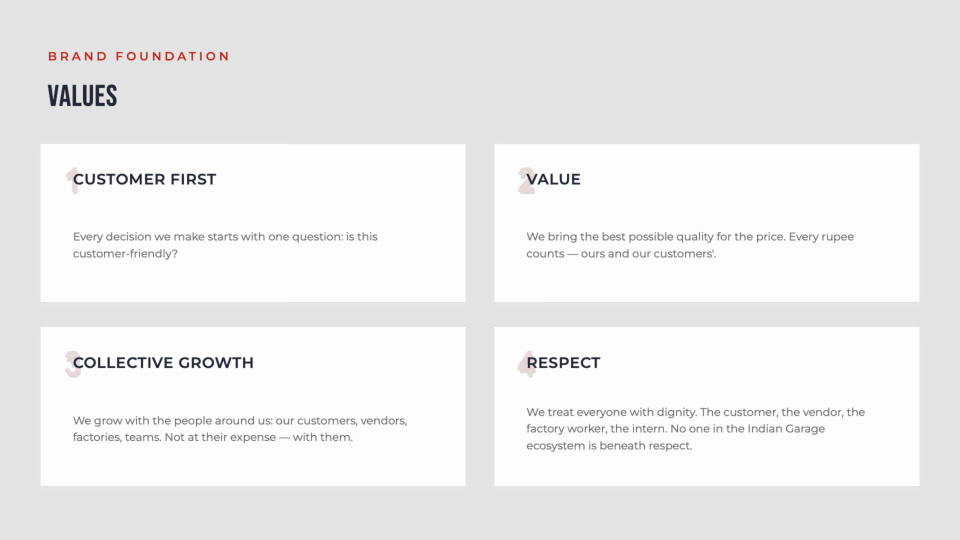 BRAND FOUNDATION
VALUES
1
CUSTOMER FIRST
Every decision we make starts with one question: is this
customer-friendly?
2
VALUE
We bring the best possible quality for the price. Every rupee
counts — ours and our customers'.
3
COLLECTIVE GROWTH
We grow with the people around us: our customers, vendors,
factories, teams. Not at their expense — with them.
4
RESPECT
We treat everyone with dignity. The customer, the vendor, the
factory worker, the intern. No one in the Indian Garage
ecosystem is beneath respect.